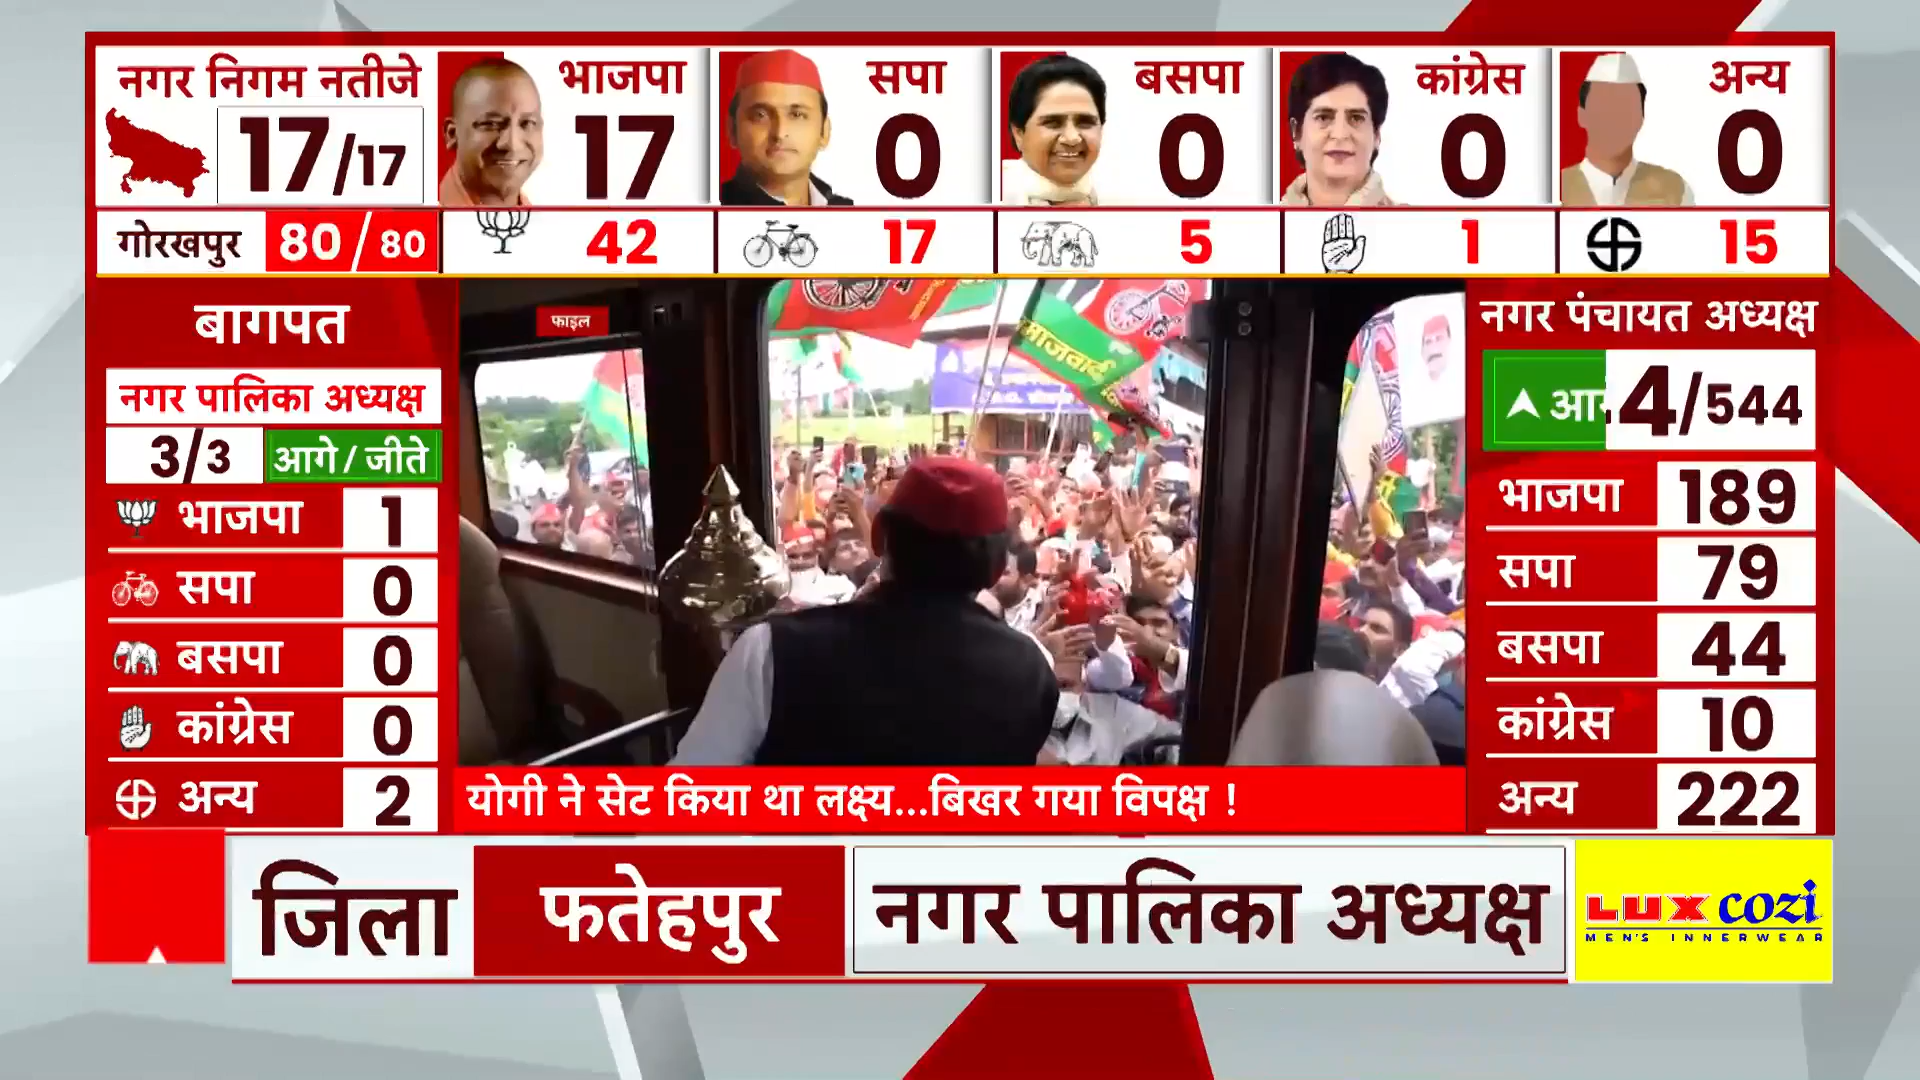 नगर निगम नतीजे
17/17
भाजपा
17
सपा
0
बसपा
0
कांग्रेस
0
अन्य
0
गोरखपुर
80/80
42
17
5
1
15
बागपत
नगर पालिका अध्यक्ष
3/3
आगे/जीते
भाजपा 1
सपा 0
बसपा 0
कांग्रेस 0
अन्य 2
फाइल
योगी ने सेट किया था लक्ष्य...बिखर गया विपक्ष !
नगर पंचायत अध्यक्ष
4/544
भाजपा 189
सपा 79
बसपा 44
कांग्रेस 10
अन्य 222
जिला
फतेहपुर
नगर पालिका अध्यक्ष
LUX cozi
MEN'S INNERWEAR